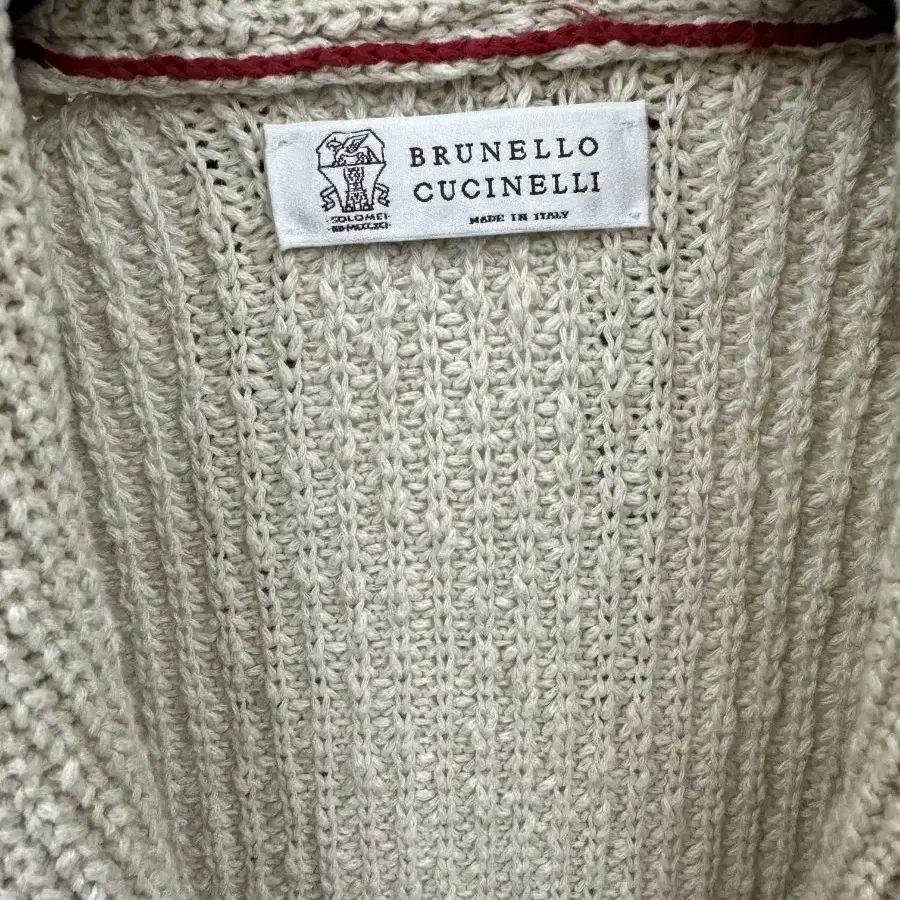 BRUNELLO
CUCINELLI
MADE IN ITALY
·SOLOMEI·